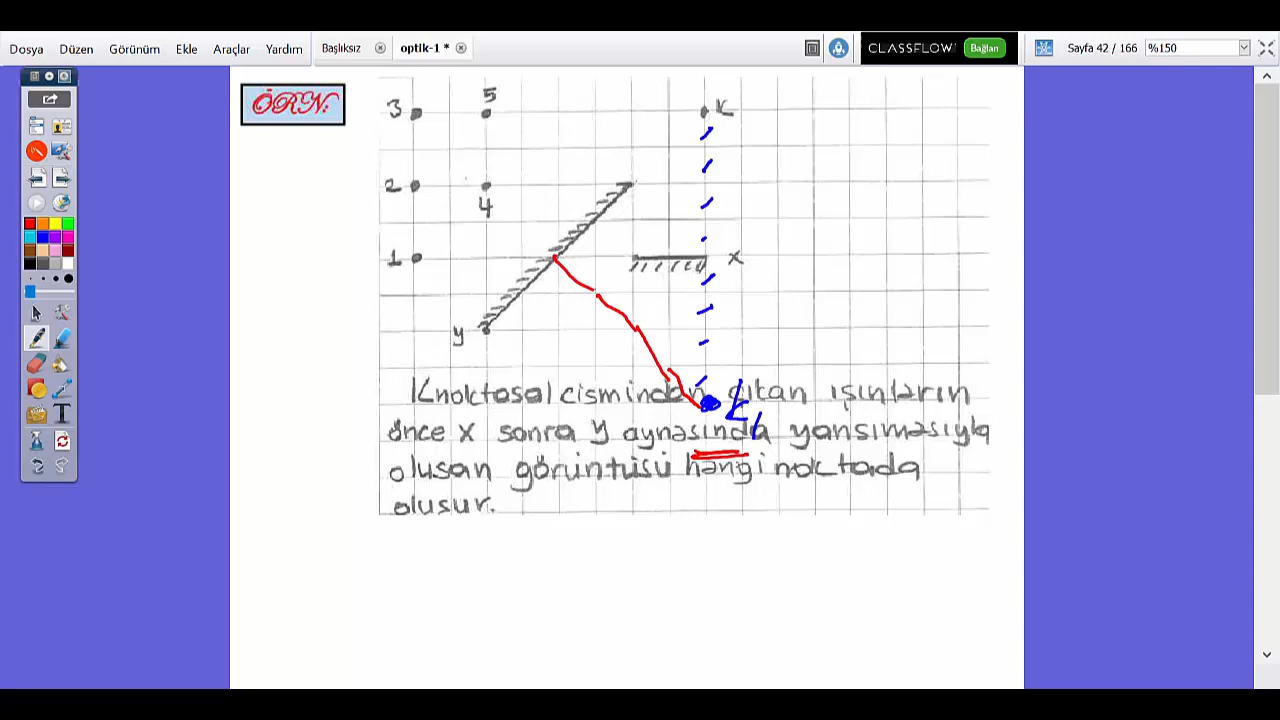 Dosya Düzen Görünüm Ekle Araçlar Yardım Başlıksız optik-1 * CLASSFLOW Bağlan Sayfa 42 / 166 %150
ÖRN:
3 5 K
2 4
1 x
y
K noktasal cisminden çıkan ışınların
önce x sonra y aynasında yansımasıyla
oluşan görüntüsü hangi noktada
oluşur.